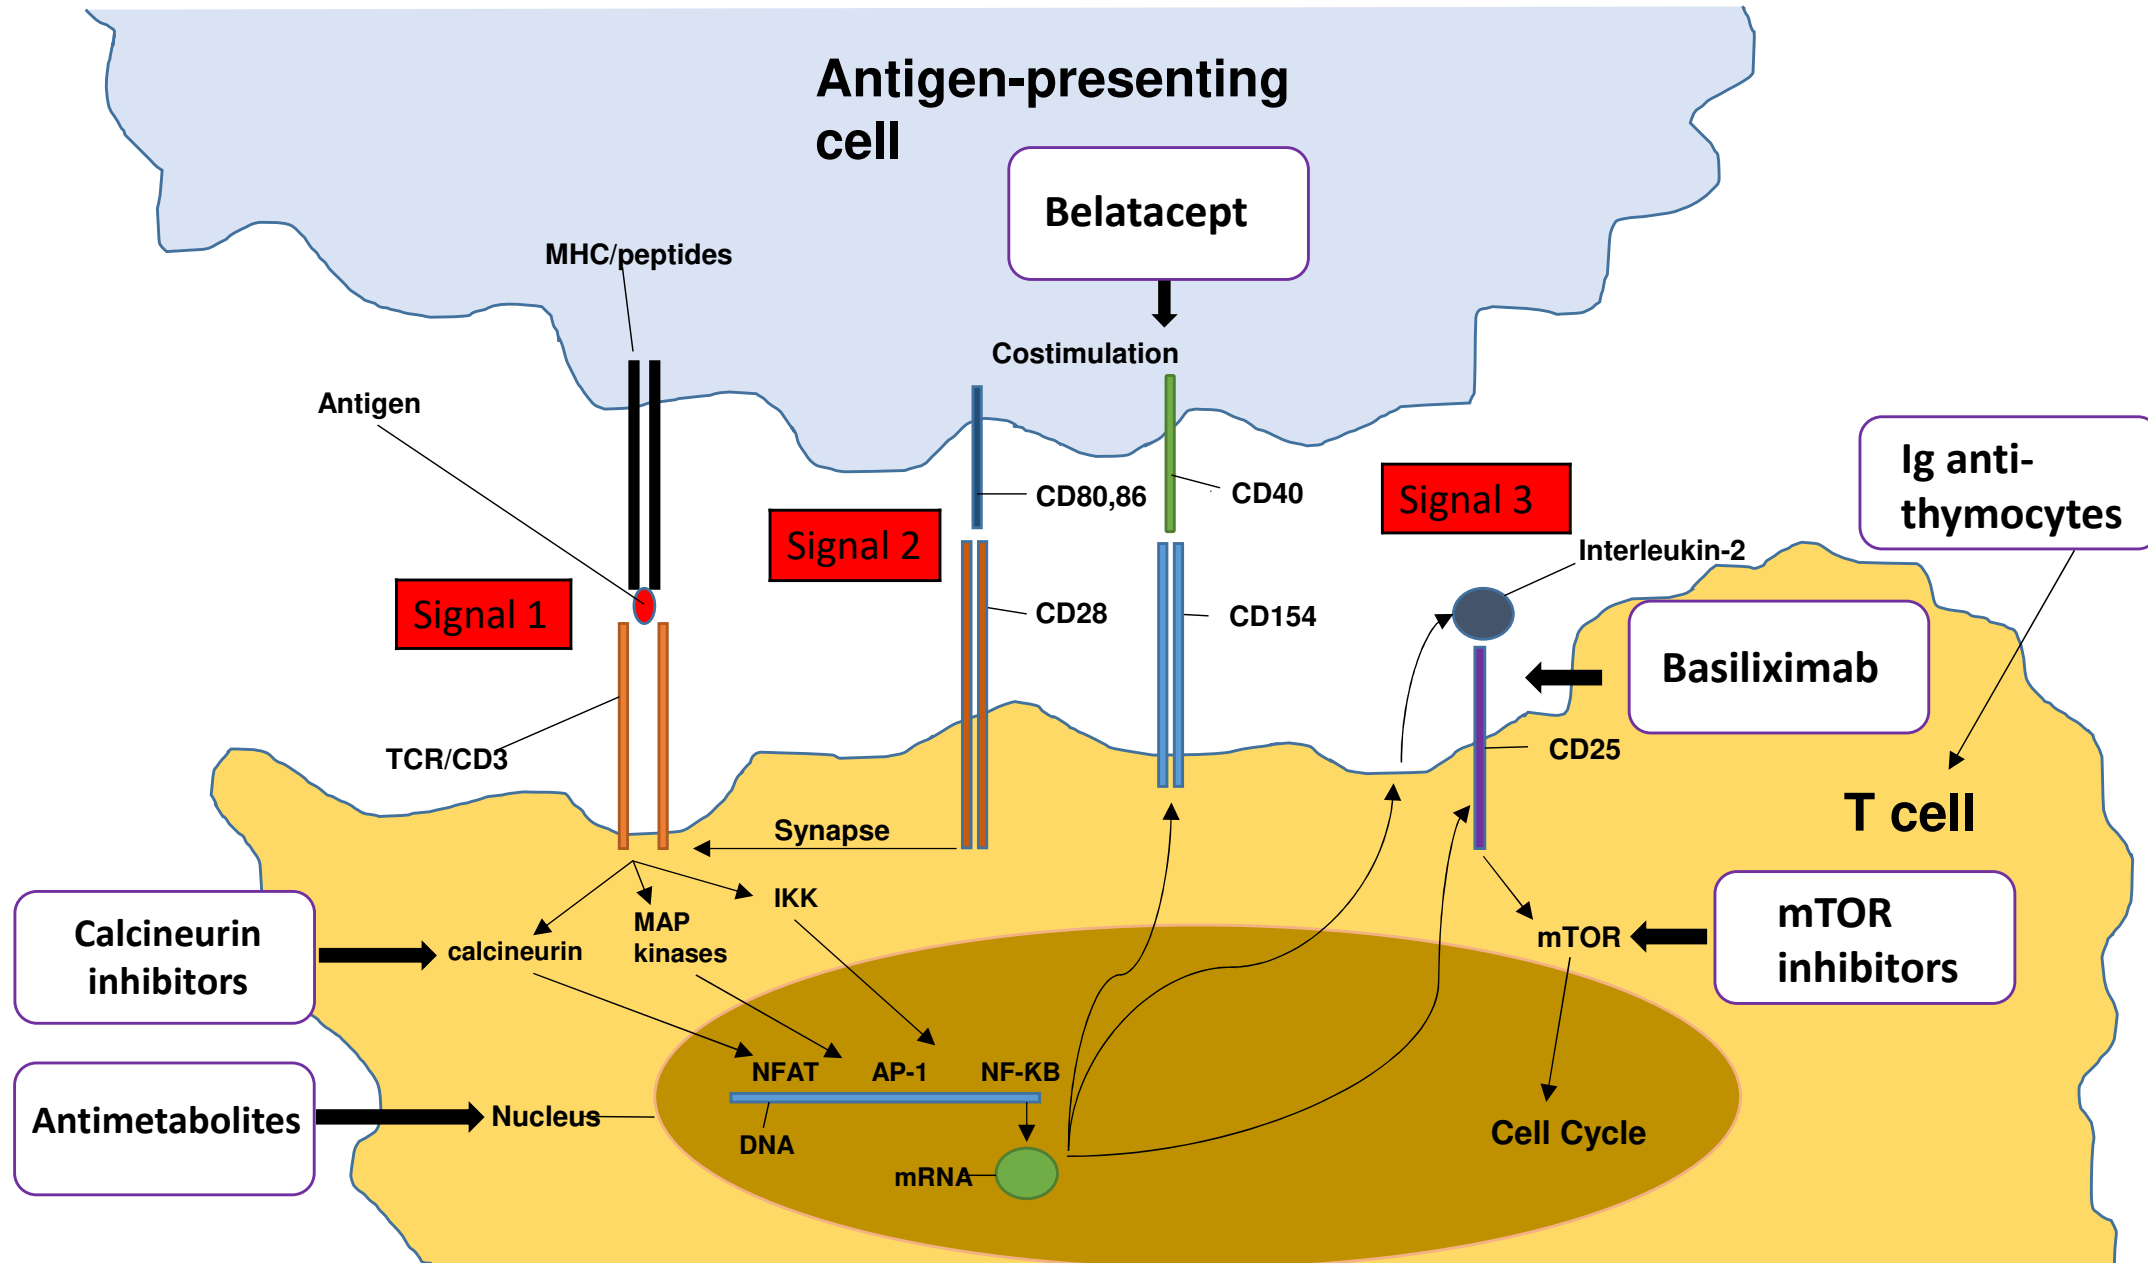 Antigen-presenting
cell
Belatacept
MHC/peptides
Costimulation
Antigen
CD80,86
CD40
Signal 3
Ig anti-
thymocytes
Signal 2
Interleukin-2
Signal 1
CD28
CD154
Basiliximab
TCR/CD3
CD25
T cell
Synapse
IKK
MAP
kinases
Calcineurin
inhibitors
calcineurin
mTOR
mTOR
inhibitors
NFAT
AP-1
NF-ƘB
Antimetabolites
Nucleus
DNA
Cell Cycle
mRNA